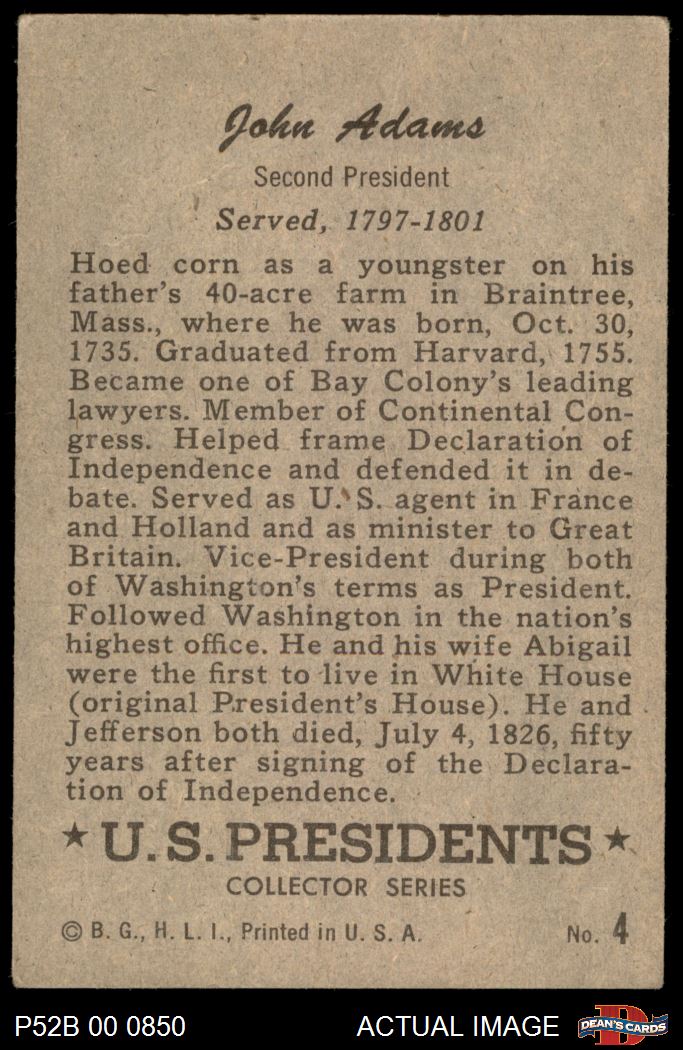 John Adams
Second President
Served, 1797-1801
Hoed corn as a youngster on his
father's 40-acre farm in Braintree,
Mass., where he was born, Oct. 30,
1735. Graduated from Harvard, 1755.
Became one of Bay Colony's leading
lawyers. Member of Continental Con-
gress. Helped frame Declaration of
Independence and defended it in de-
bate. Served as U. S. agent in France
and Holland and as minister to Great
Britain. Vice-President during both
of Washington's terms as President.
Followed Washington in the nation's
highest office. He and his wife Abigail
were the first to live in White House
(original President's House). He and
Jefferson both died, July 4, 1826, fifty
years after signing of the Declara-
tion of Independence.
★ U.S. PRESIDENTS ★
COLLECTOR SERIES
© B. G., H. L. I., Printed in U. S. A. No. 4
P52B 00 0850 ACTUAL IMAGE DEAN'S CARDS